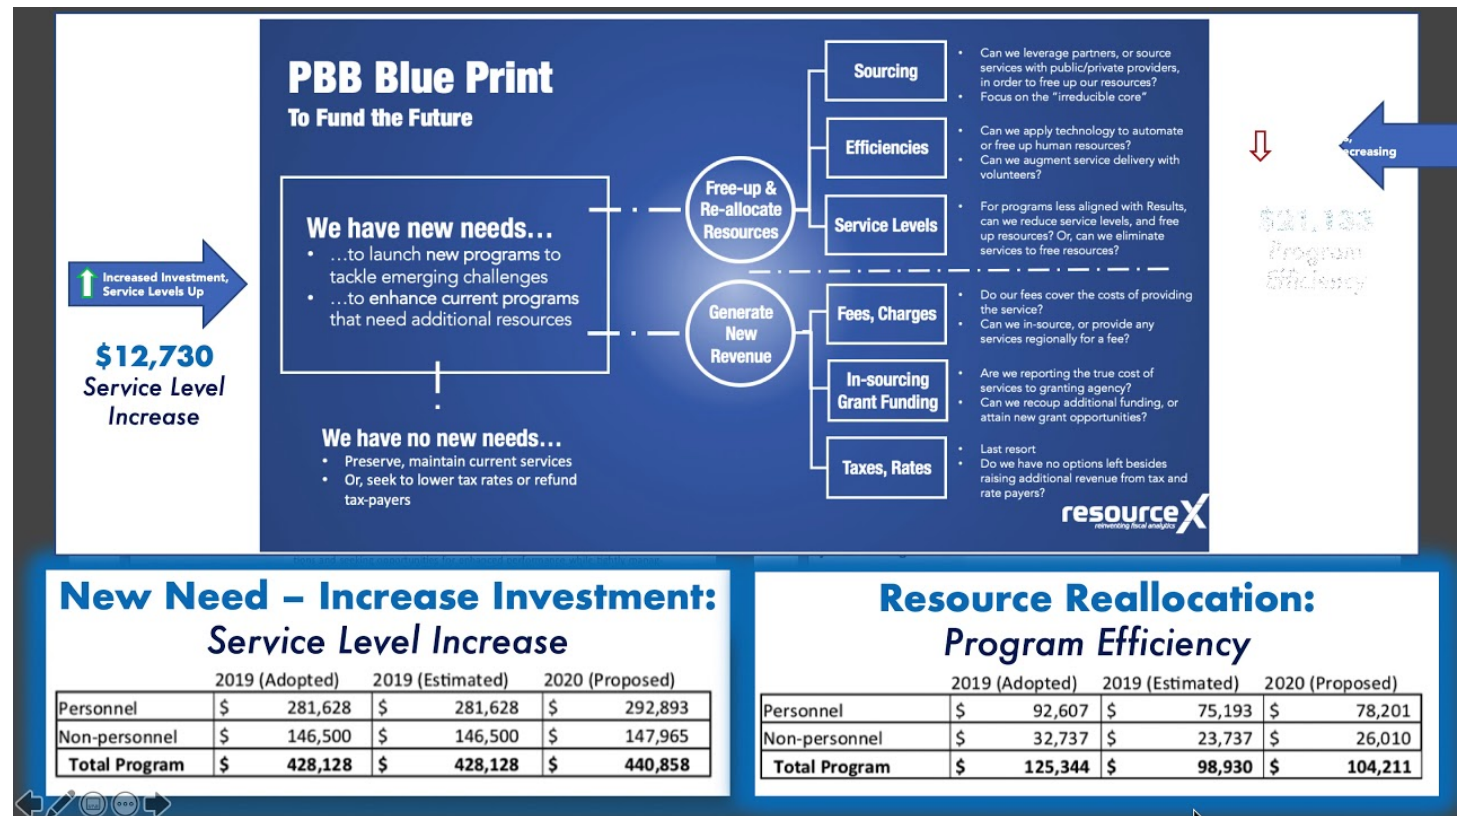 PBB Blue Print
To Fund the Future
We have new needs…
• …to launch new programs to
tackle emerging challenges
• …to enhance current programs
that need additional resources
We have no new needs…
• Preserve, maintain current services
• Or, seek to lower tax rates or refund
tax-payers
Free-up &
Re-allocate
Resources
Generate
New
Revenue
Sourcing
• Can we leverage partners, or source
services with public/private providers,
in order to free up our resources?
• Focus on the "irreducible core"
Efficiencies
• Can we apply technology to automate
or free up human resources?
• Can we augment service delivery with
volunteers?
Service Levels
• For programs less aligned with Results,
can we reduce service levels, and free
up resources? Or, can we eliminate
services to free resources?
Fees, Charges
• Do our fees cover the costs of providing
the service?
• Can we in-source, or provide any
services regionally for a fee?
In-sourcing
Grant Funding
• Are we reporting the true cost of
services to granting agency?
• Can we recoup additional funding, or
attain new grant opportunities?
Taxes, Rates
• Last resort
• Do we have no options left besides
raising additional revenue from tax and
rate payers?
resourceX
reinventing fiscal analytics
Increased Investment,
Service Levels Up
$12,730
Service Level
Increase
ecreasing
$21,133
Program
Efficiency
New Need – Increase Investment:
Service Level Increase
2019 (Adopted) 2019 (Estimated) 2020 (Proposed)
Personnel $ 281,628 $ 281,628 $ 292,893
Non-personnel $ 146,500 $ 146,500 $ 147,965
Total Program $ 428,128 $ 428,128 $ 440,858
Resource Reallocation:
Program Efficiency
2019 (Adopted) 2019 (Estimated) 2020 (Proposed)
Personnel $ 92,607 $ 75,193 $ 78,201
Non-personnel $ 32,737 $ 23,737 $ 26,010
Total Program $ 125,344 $ 98,930 $ 104,211